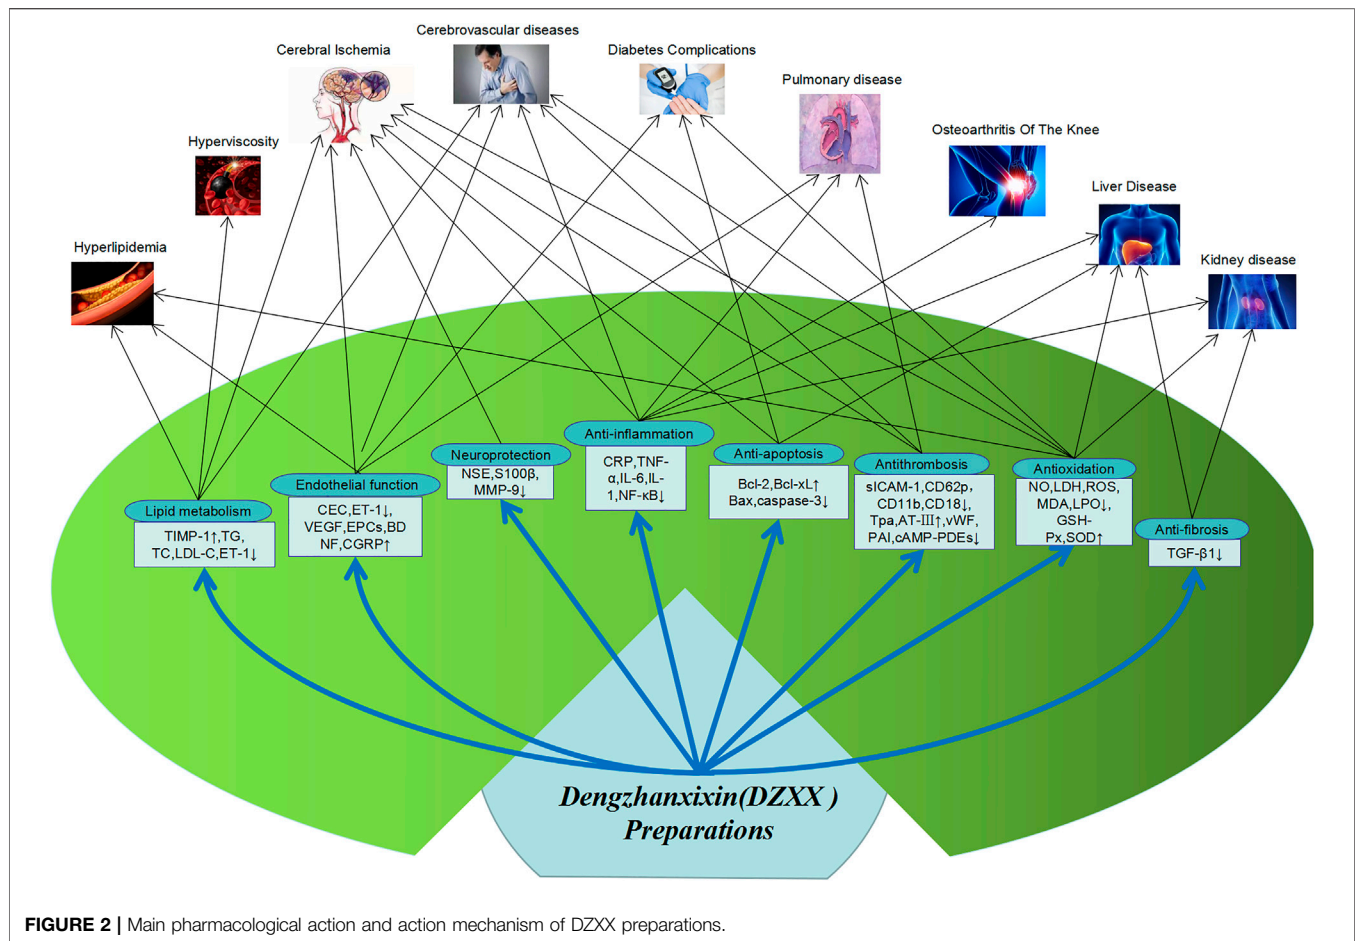 Cerebrovascular diseases
Cerebral Ischemia
Diabetes Complications
Pulmonary disease
Osteoarthritis Of The Knee
Hyperviscosity
Liver Disease
Hyperlipidemia
Kidney disease
Lipid metabolism
TIMP-1↑,TG,
TC,LDL-C,ET-1↓
Endothelial function
CEC,ET-1↓,
VEGF,EPCs,BD
NF,CGRP↑
Neuroprotection
NSE,S100β,
MMP-9↓
Anti-inflammation
CRP,TNF-
α,IL-6,IL-
1,NF-κB↓
Anti-apoptosis
Bcl-2,Bcl-xL↑
Bax,caspase-3↓
Antithrombosis
sICAM-1,CD62p,
CD11b,CD18↓,
Tpa,AT-III↑,vWF,
PAI,cAMP-PDEs↓
Antioxidation
NO,LDH,ROS,
MDA,LPO↓,
GSH-
Px,SOD↑
Anti-fibrosis
TGF-β1↓
Dengzhanxixin(DZXX )
Preparations
FIGURE 2 | Main pharmacological action and action mechanism of DZXX preparations.